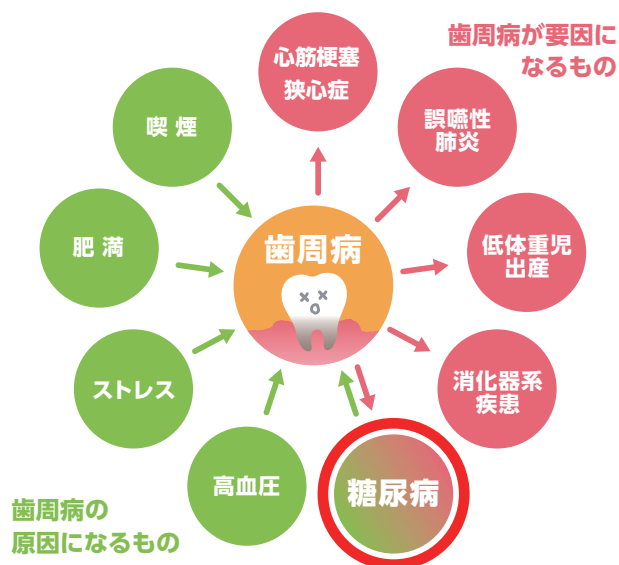 歯周病が要因に
なるもの
心筋梗塞
狭心症
誤嚥性
肺炎
喫煙
低体重児
出産
肥満
歯周病
消化器系
疾患
ストレス
高血圧
糖尿病
歯周病の
原因になるもの